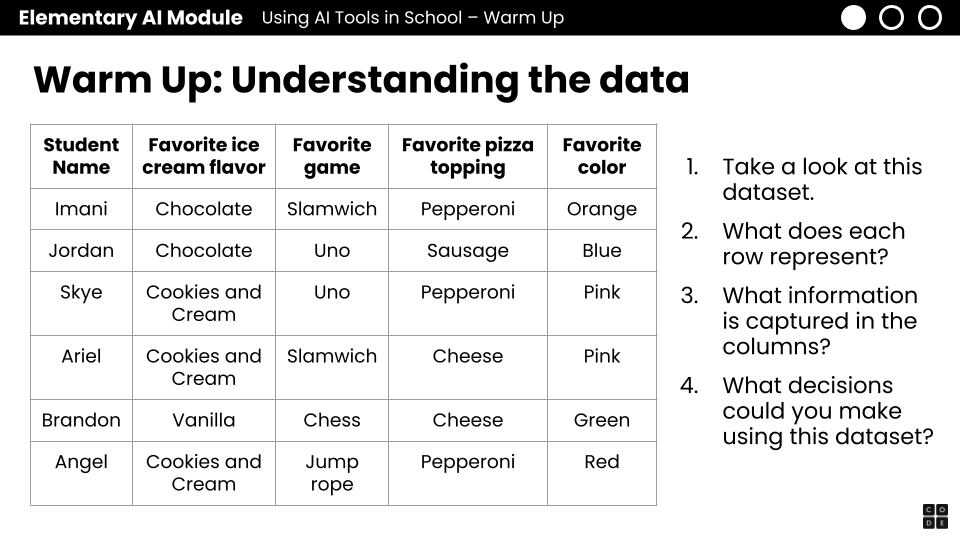 Elementary AI Module Using AI Tools in School – Warm Up
Warm Up: Understanding the data
Student Name Favorite ice cream flavor Favorite game Favorite pizza topping Favorite color
Imani Chocolate Slamwich Pepperoni Orange
Jordan Chocolate Uno Sausage Blue
Skye Cookies and Cream Uno Pepperoni Pink
Ariel Cookies and Cream Slamwich Cheese Pink
Brandon Vanilla Chess Cheese Green
Angel Cookies and Cream Jump rope Pepperoni Red
1. Take a look at this
dataset.
2. What does each
row represent?
3. What information
is captured in the
columns?
4. What decisions
could you make
using this dataset?
C O
D E